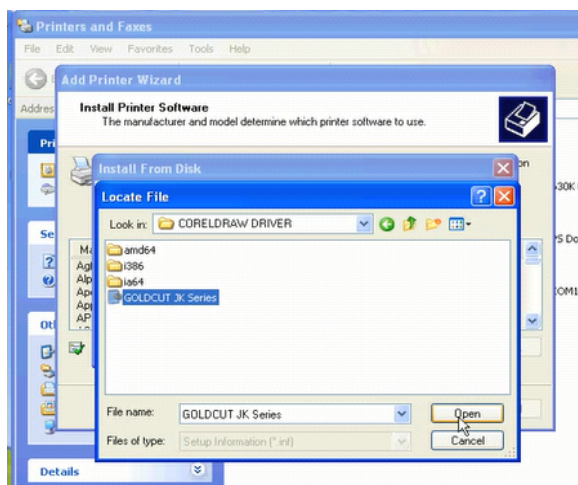 Printers and Faxes
File Edit View Favorites Tools Help
Add Printer Wizard
Addres
Install Printer Software
The manufacturer and model determine which printer software to use.
Install From Disk
Locate File
Look in: CORELDRAW DRIVER
amd64
i386
ia64
GOLDCUT JK Series
File name: GOLDCUT JK Series
Open
Files of type: Setup Information (*.inf)
Cancel
Details